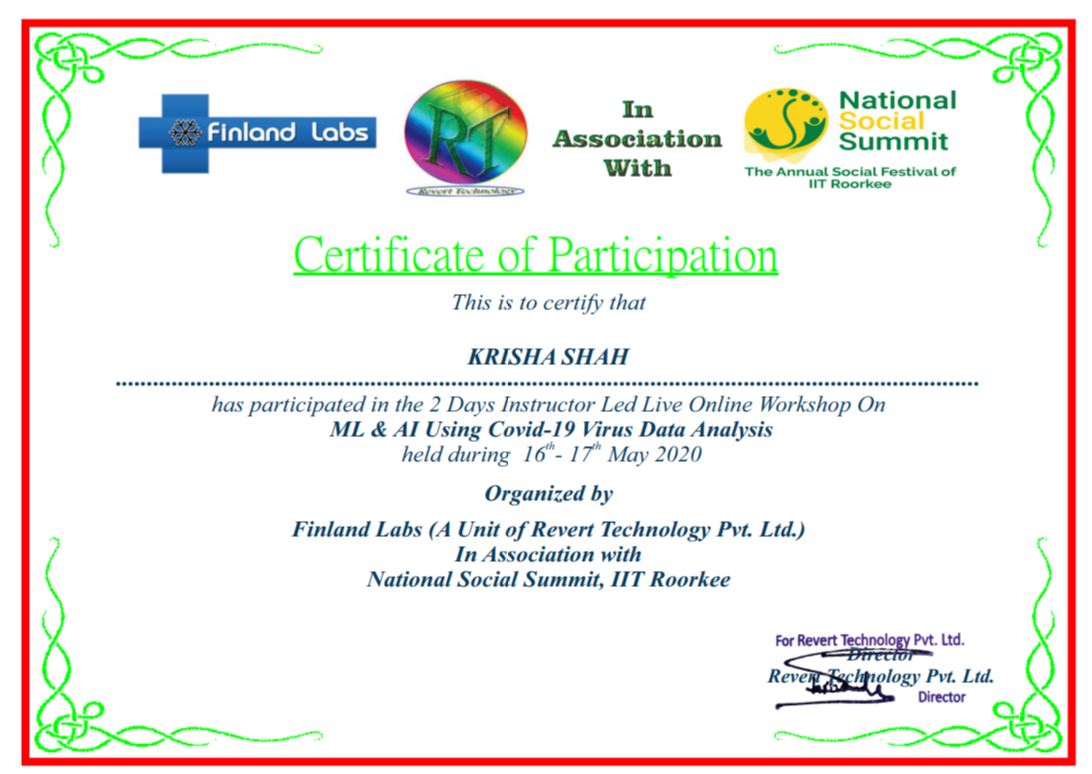 Finland Labs
RT
Revert Technology
In
Association
With
National
Social
Summit
The Annual Social Festival of
IIT Roorkee
Certificate of Participation
This is to certify that
KRISHA SHAH
has participated in the 2 Days Instructor Led Live Online Workshop On
ML & AI Using Covid-19 Virus Data Analysis
held during 16th- 17th May 2020
Organized by
Finland Labs (A Unit of Revert Technology Pvt. Ltd.)
In Association with
National Social Summit, IIT Roorkee
For Revert Technology Pvt. Ltd.
Director
Revert Technology Pvt. Ltd.
Director